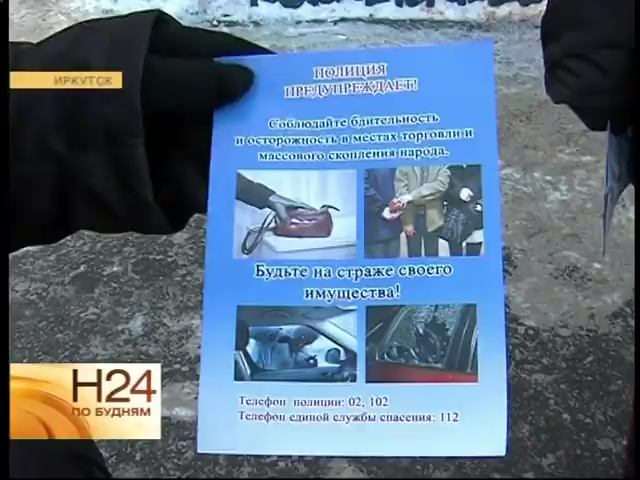 ИРКУТСК
ПОЛИЦИЯ
ПРЕДУПРЕЖДАЕТ!
Соблюдайте бдительность
и осторожность в местах торговли и
массового скопления народа.
Будьте на страже своего
имущества!
Телефон полиции: 02, 102
Телефон единой службы спасения: 112
Н24
ПО БУДНЯМ